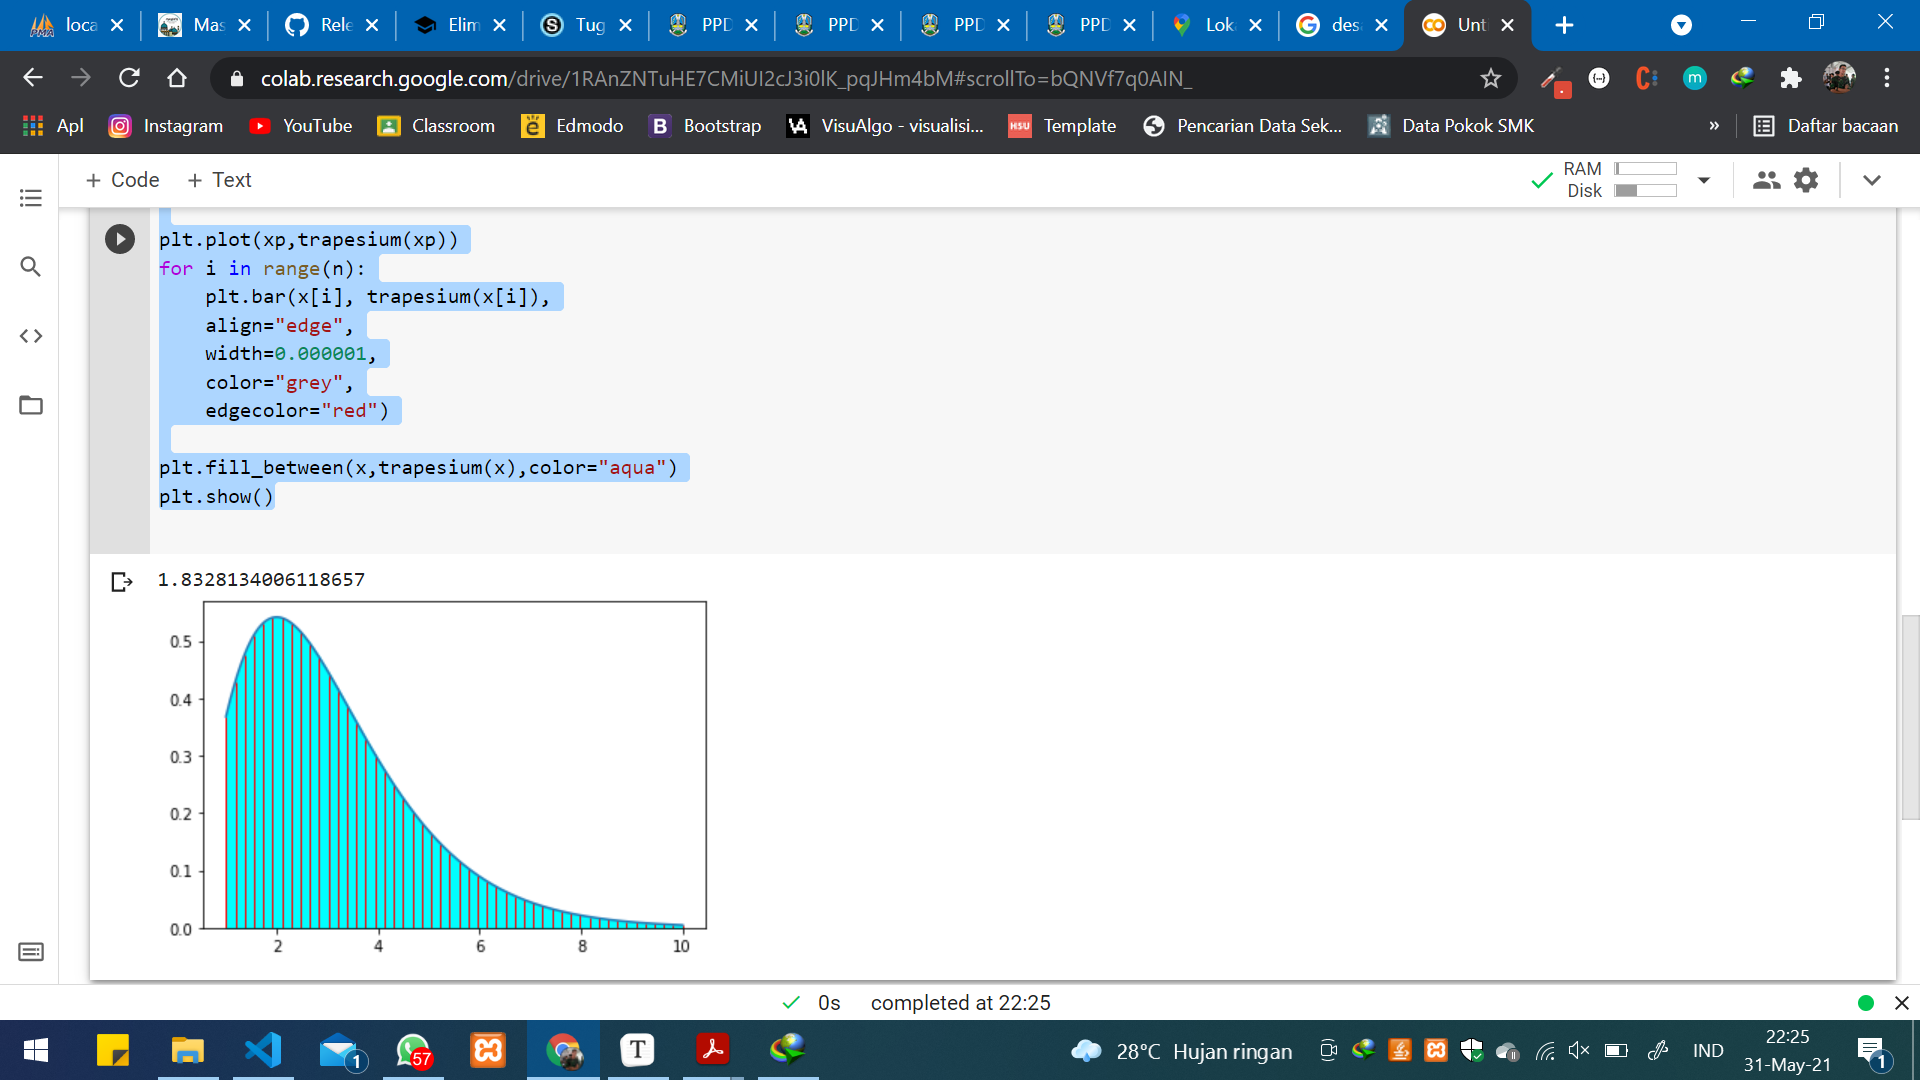 loca
Mas
Rele
Elim
Tug
PPD
PPD
PPD
PPD
Lok
des
Unt
colab.research.google.com/drive/1RAnZNTuHE7CMiUI2cJ3i0lK_pqJHm4bM#scrollTo=bQNVf7q0AIN_
Apl
Instagram
YouTube
Classroom
Edmodo
Bootstrap
VisuAlgo - visualisi...
HSU Template
Pencarian Data Sek...
Data Pokok SMK
»
Daftar bacaan
+ Code
+ Text
RAM
Disk
plt.plot(xp,trapesium(xp))
for i in range(n):
    plt.bar(x[i], trapesium(x[i]),
    align="edge",
    width=0.000001,
    color="grey",
    edgecolor="red")
plt.fill_between(x,trapesium(x),color="aqua")
plt.show()
1.8328134006118657
0.5
0.4
0.3
0.2
0.1
0.0
2 4 6 8 10
0s completed at 22:25
1
57
T
28°C Hujan ringan
IND
22:25
31-May-21
1